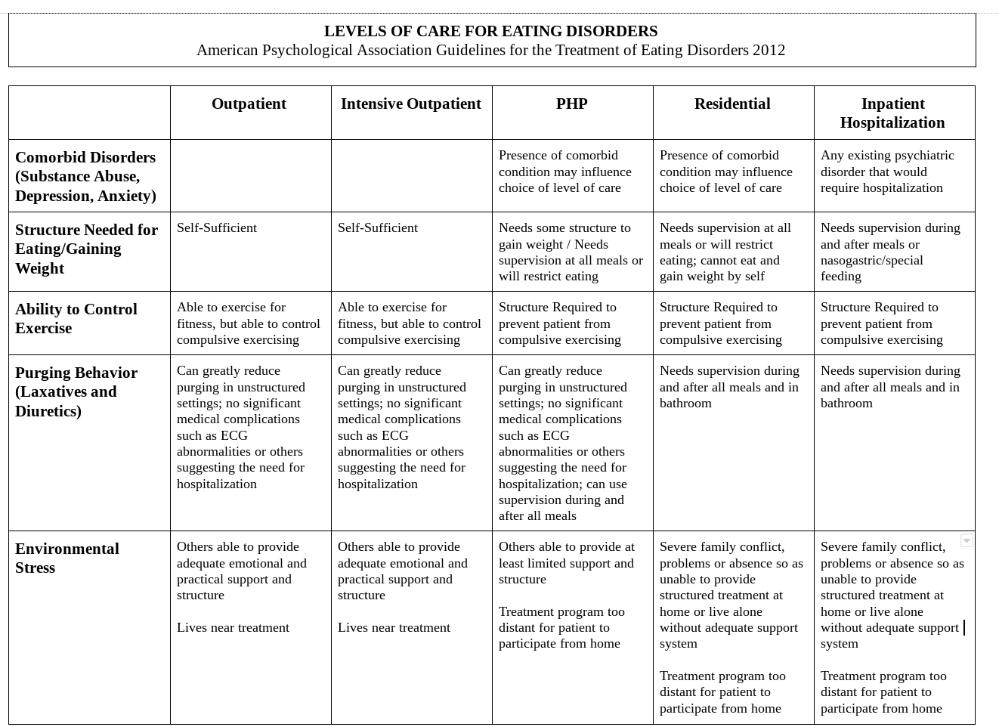 LEVELS OF CARE FOR EATING DISORDERS
American Psychological Association Guidelines for the Treatment of Eating Disorders 2012
Outpatient
Intensive Outpatient
PHP
Residential
Inpatient
Hospitalization
Comorbid Disorders
(Substance Abuse,
Depression, Anxiety)
Presence of comorbid
condition may influence
choice of level of care
Presence of comorbid
condition may influence
choice of level of care
Any existing psychiatric
disorder that would
require hospitalization
Structure Needed for
Eating/Gaining
Weight
Self-Sufficient
Self-Sufficient
Needs some structure to
gain weight / Needs
supervision at all meals or
will restrict eating
Needs supervision at all
meals or will restrict
eating; cannot eat and
gain weight by self
Needs supervision during
and after meals or
nasogastric/special
feeding
Ability to Control
Exercise
Able to exercise for
fitness, but able to control
compulsive exercising
Able to exercise for
fitness, but able to control
compulsive exercising
Structure Required to
prevent patient from
compulsive exercising
Structure Required to
prevent patient from
compulsive exercising
Structure Required to
prevent patient from
compulsive exercising
Purging Behavior
(Laxatives and
Diuretics)
Can greatly reduce
purging in unstructured
settings; no significant
medical complications
such as ECG
abnormalities or others
suggesting the need for
hospitalization
Can greatly reduce
purging in unstructured
settings; no significant
medical complications
such as ECG
abnormalities or others
suggesting the need for
hospitalization
Can greatly reduce
purging in unstructured
settings; no significant
medical complications
such as ECG
abnormalities or others
suggesting the need for
hospitalization; can use
supervision during and
after all meals
Needs supervision during
and after all meals and in
bathroom
Needs supervision during
and after all meals and in
bathroom
Environmental
Stress
Others able to provide
adequate emotional and
practical support and
structure
Lives near treatment
Others able to provide
adequate emotional and
practical support and
structure
Lives near treatment
Others able to provide at
least limited support and
structure
Treatment program too
distant for patient to
participate from home
Severe family conflict,
problems or absence so as
unable to provide
structured treatment at
home or live alone
without adequate support
system
Treatment program too
distant for patient to
participate from home
Severe family conflict,
problems or absence so as
unable to provide
structured treatment at
home or live alone
without adequate support
system
Treatment program too
distant for patient to
participate from home